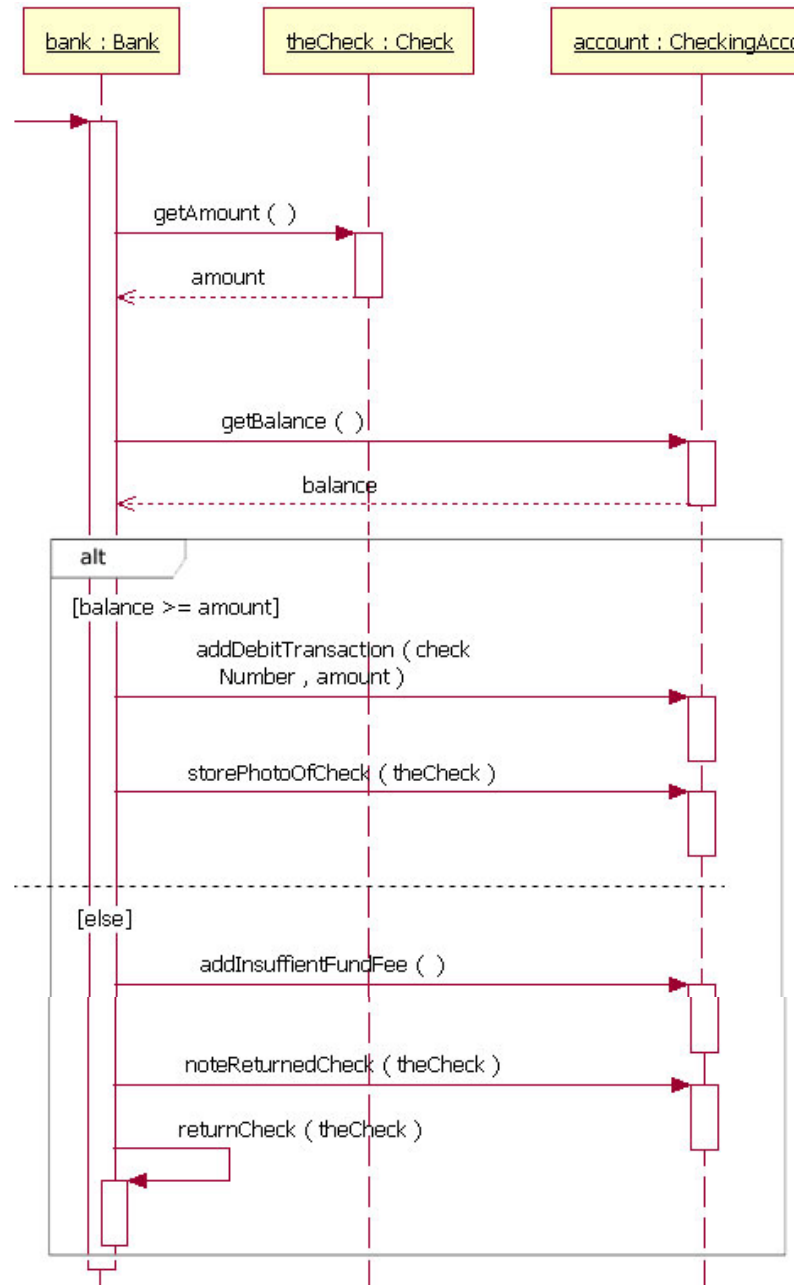 bank : Bank
theCheck : Check
account : CheckingAcco
getAmount ( )
amount
getBalance ( )
balance
alt
[balance >= amount]
addDebitTransaction ( check
Number , amount )
storePhotoOfCheck ( theCheck )
[else]
addInsuffientFundFee ( )
noteReturnedCheck ( theCheck )
returnCheck ( theCheck )